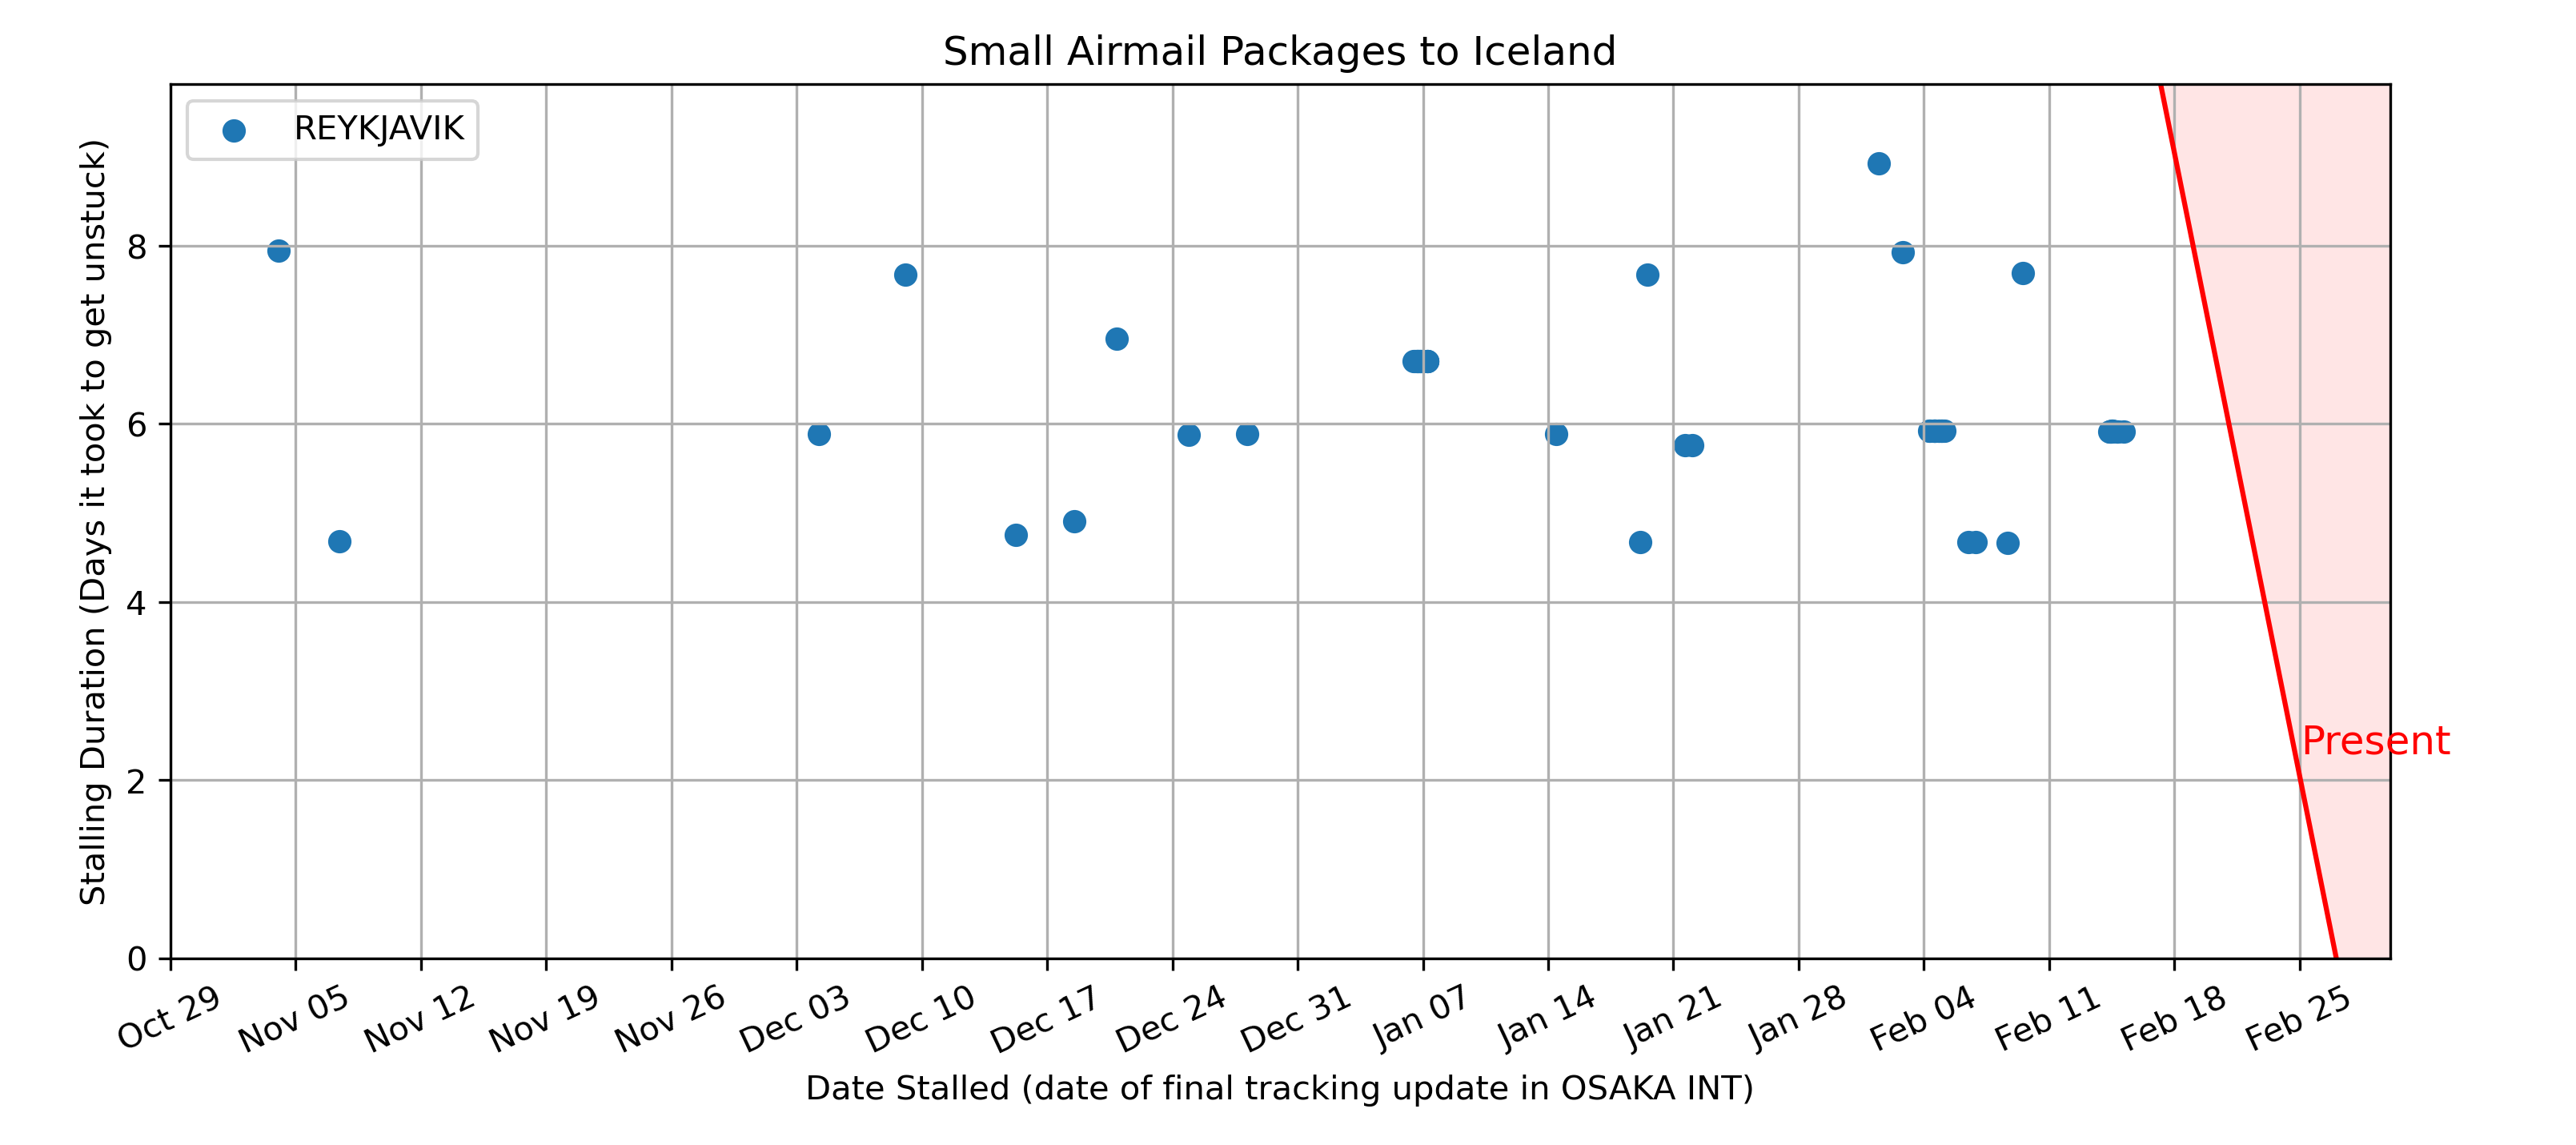 Small Airmail Packages to Iceland
REYKJAVIK
Stalling Duration (Days it took to get unstuck)
8
6
4
2
0
Present
Oct 29
Nov 05
Nov 12
Nov 19
Nov 26
Dec 03
Dec 10
Dec 17
Dec 24
Dec 31
Jan 07
Jan 14
Jan 21
Jan 28
Feb 04
Feb 11
Feb 18
Feb 25
Date Stalled (date of final tracking update in OSAKA INT)